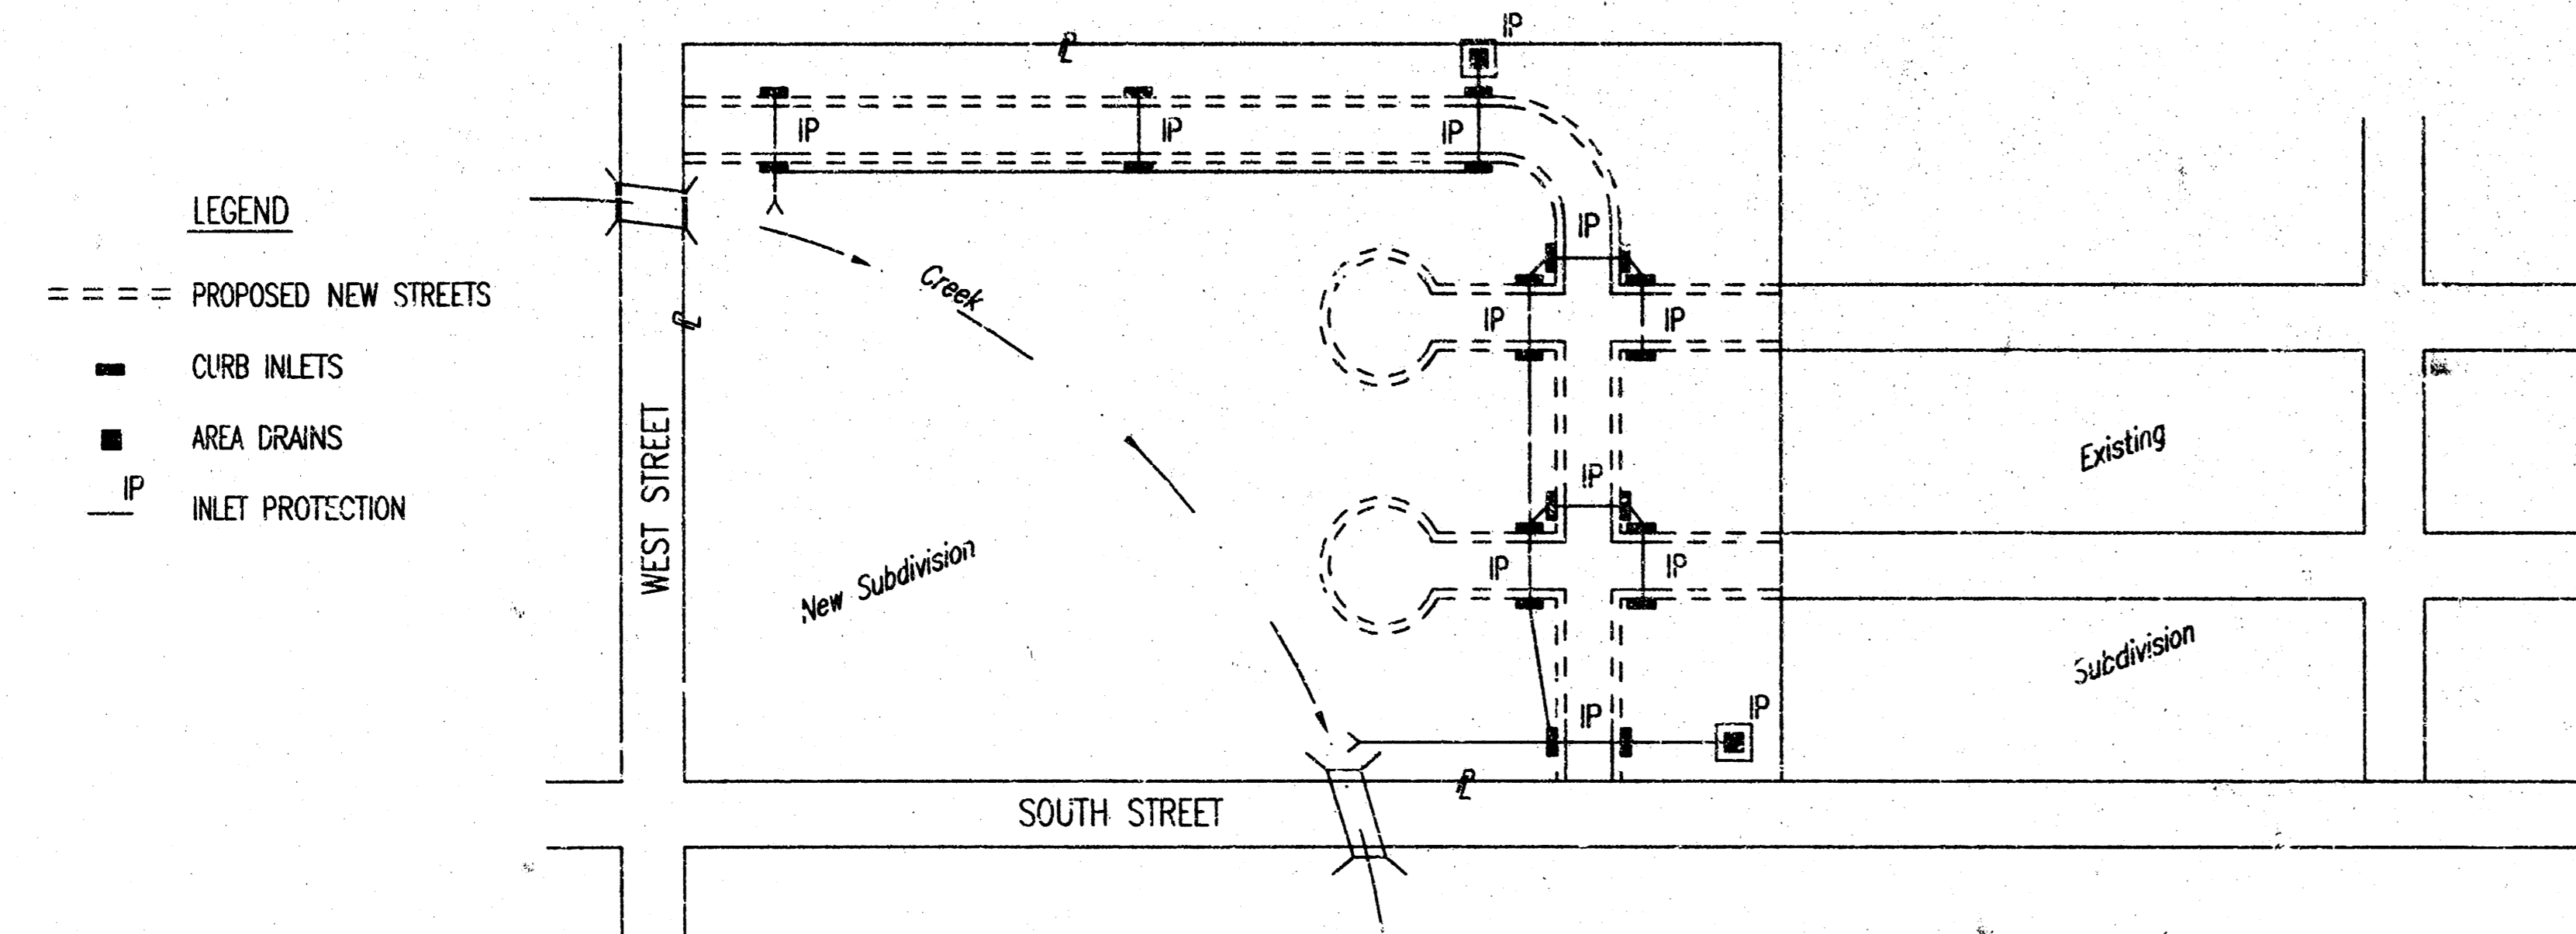 IP
℄
IP
IP
IP
LEGEND
IP
PROPOSED NEW STREETS
Creek
IP
IP
℄
CURB INLETS
WEST STREET
AREA DRAINS
Existing
IP
IP
INLET PROTECTION
New Subdivision
IP
IP
Subdivision
IP
IP
SOUTH STREET
℄